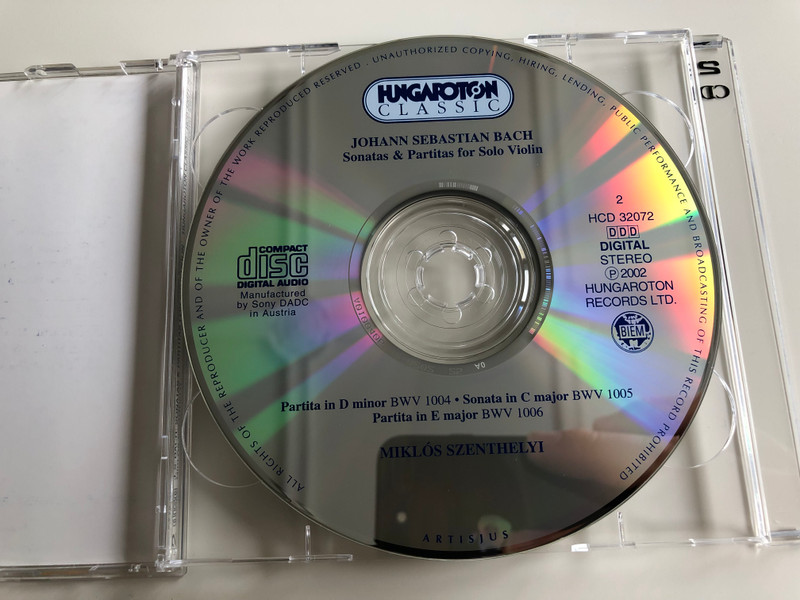 HUNGAROTON
CLASSIC
JOHANN SEBASTIAN BACH
Sonatas & Partitas for Solo Violin
2
HCD 32072
DDD
DIGITAL
STEREO
℗ 2002
HUNGAROTON
RECORDS LTD.
BIEM
COMPACT
disc
DIGITAL AUDIO
Manufactured
by Sony DADC
in Austria
Partita in D minor BWV 1004 • Sonata in C major BWV 1005
Partita in E major BWV 1006
MIKLÓS SZENTHELYI
ARTISJUS
ALL RIGHTS OF THE REPRODUCER AND OF THE OWNER OF THE WORK REPRODUCED RESERVED . UNAUTHORIZED COPYING, HIRING, LENDING, PUBLIC PERFORMANCE AND BROADCASTING OF THIS RECORD PROHIBITED